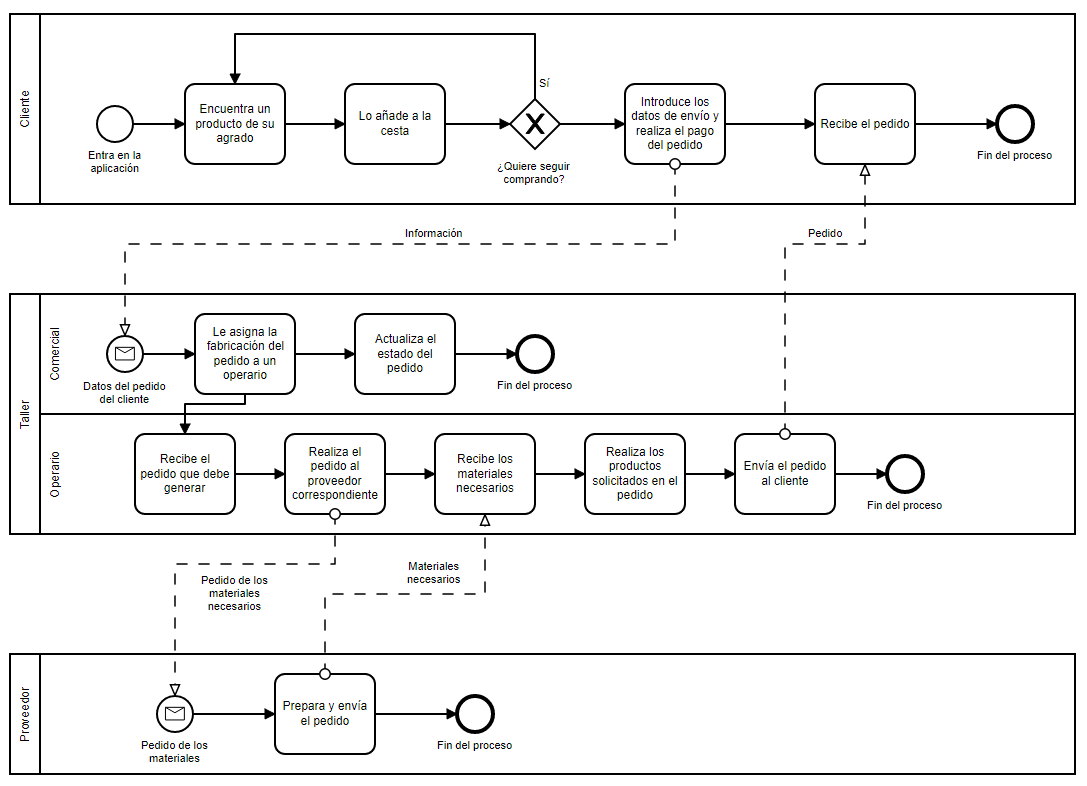 Cliente
Entra en la
aplicación
Encuentra un
producto de su
agrado
Lo añade a la
cesta
Sí
¿Quiere seguir
comprando?
Introduce los
datos de envío y
realiza el pago
del pedido
Recibe el pedido
Fin del proceso
Información
Pedido
Taller
Comercial
Datos del pedido
del cliente
Le asigna la
fabricación del
pedido a un
operario
Actualiza el
estado del
pedido
Fin del proceso
Operario
Recibe el
pedido que debe
generar
Realiza el
pedido al
proveedor
correspondiente
Recibe los
materiales
necesarios
Realiza los
productos
solicitados en el
pedido
Envía el pedido
al cliente
Fin del proceso
Pedido de los
materiales
necesarios
Materiales
necesarios
Proveedor
Pedido de los
materiales
Prepara y envía
el pedido
Fin del proceso